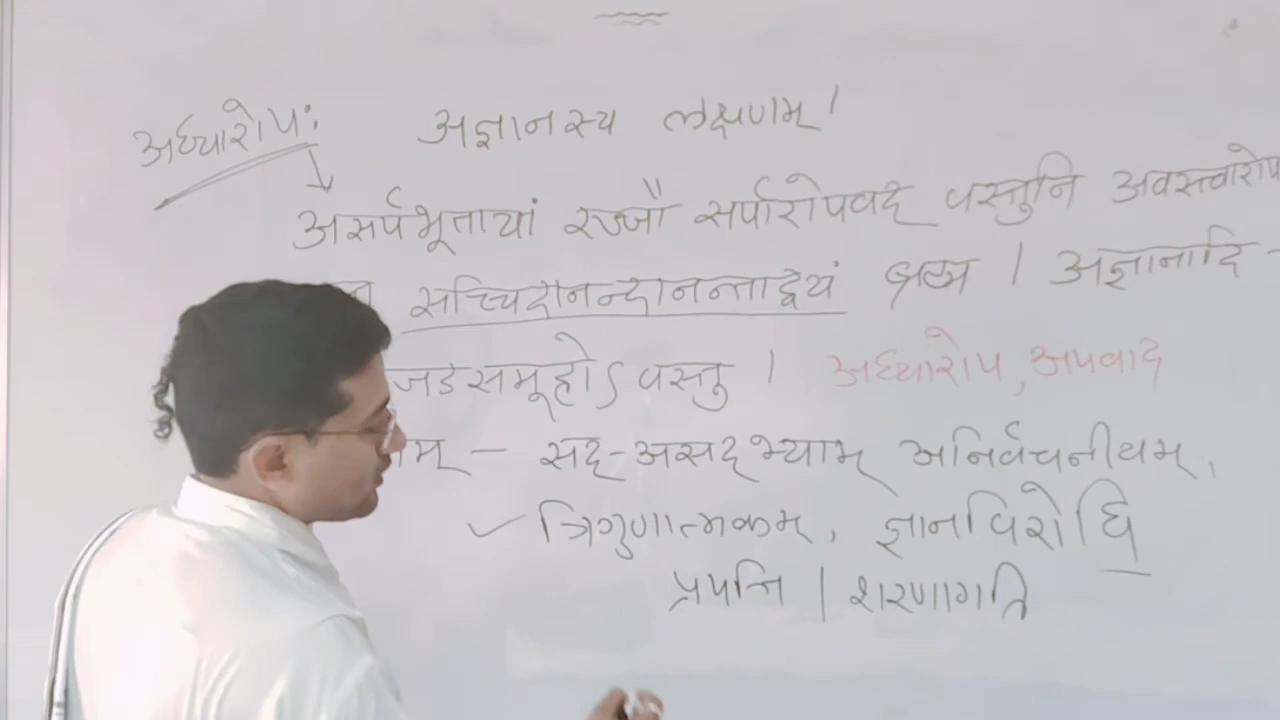 अध्यारोपः अज्ञानस्य लक्षणम् ।
असर्पभूतायां रज्जौ सर्पारोपवद् वस्तुनि अवस्त्वारोप
सच्चिदानन्दानन्ताद्वयं ब्रह्म । अज्ञानादि -
जडसमूहोऽवस्तु । अध्यारोप, अपवाद
म् - सद्-असद्भ्याम् अनिर्वचनीयम्,
त्रिगुणात्मकम्, ज्ञानविरोधि
प्रपत्ति | शरणागति